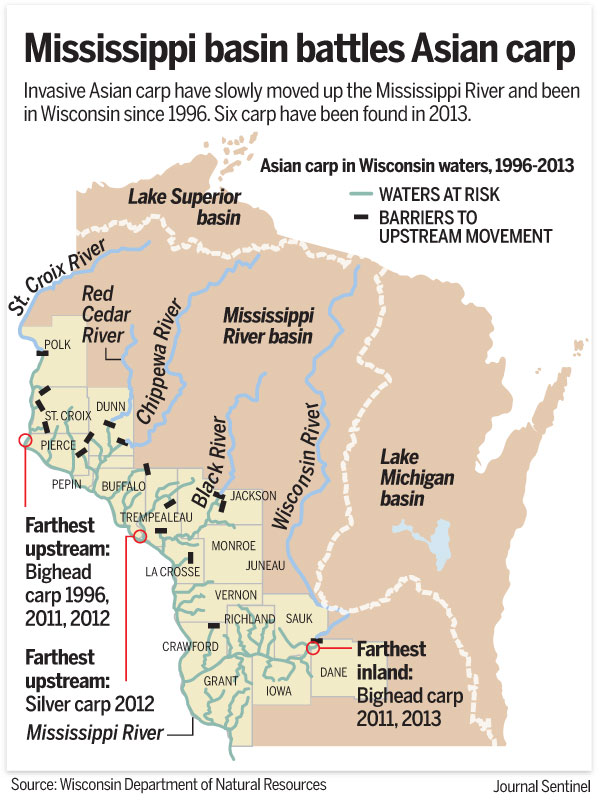 Mississippi basin battles Asian carp
Invasive Asian carp have slowly moved up the Mississippi River and been
in Wisconsin since 1996. Six carp have been found in 2013.
Asian carp in Wisconsin waters, 1996-2013
WATERS AT RISK
BARRIERS TO
UPSTREAM MOVEMENT
Lake Superior
basin
St. Croix River
Red
Cedar
River
Chippewa River
Mississippi
River basin
Black River
Wisconsin River
Lake
Michigan
basin
POLK
ST. CROIX
DUNN
PIERCE
PEPIN
BUFFALO
TREMPEALEAU
JACKSON
MONROE
JUNEAU
LA CROSSE
VERNON
RICHLAND
SAUK
CRAWFORD
GRANT
IOWA
DANE
Farthest
upstream:
Bighead
carp 1996,
2011, 2012
Farthest
upstream:
Silver carp 2012
Mississippi River
Farthest
inland:
Bighead carp
2011, 2013
Source: Wisconsin Department of Natural Resources
Journal Sentinel